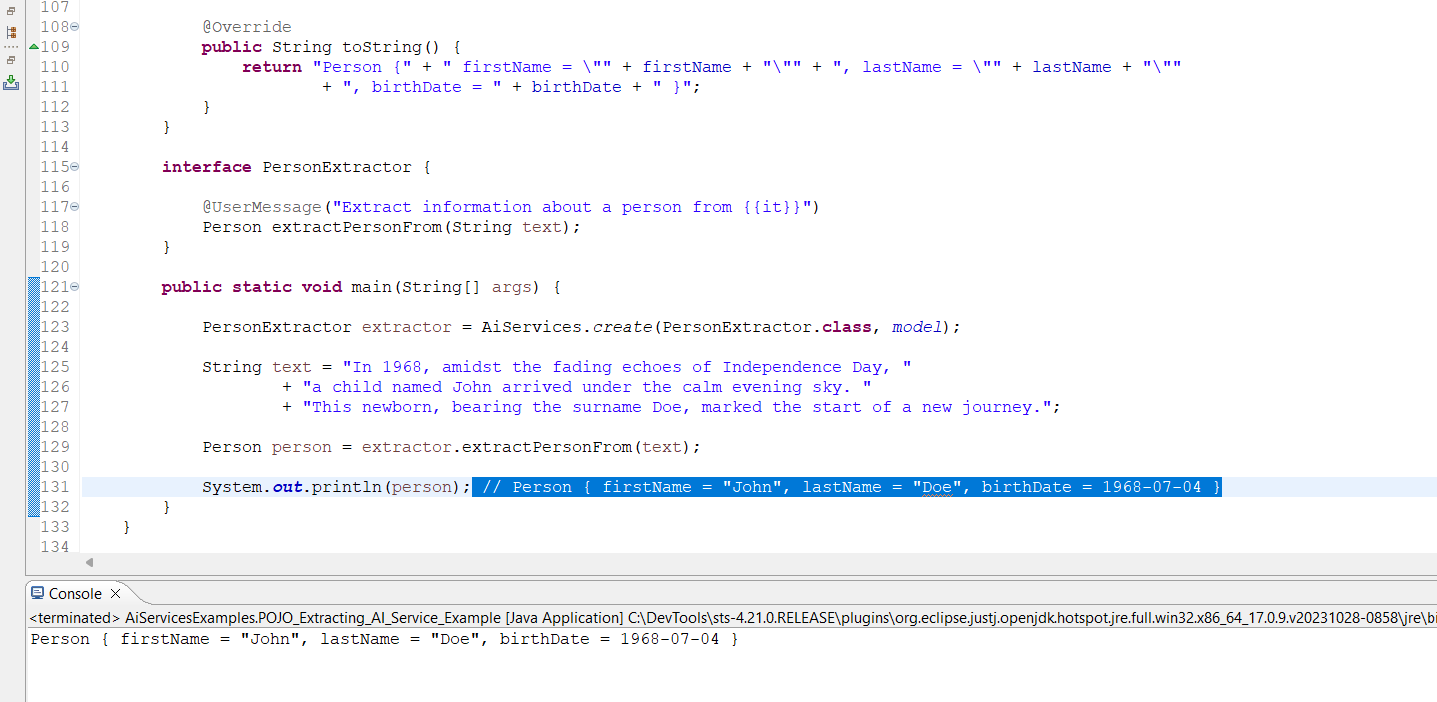 107
108 @Override
109 public String toString() {
110 return "Person {" + " firstName = \"" + firstName + "\"" + ", lastName = \"" + lastName + "\""
111 + ", birthDate = " + birthDate + " }";
112 }
113 }
114
115 interface PersonExtractor {
116
117 @UserMessage("Extract information about a person from {{it}}")
118 Person extractPersonFrom(String text);
119 }
120
121 public static void main(String[] args) {
122
123 PersonExtractor extractor = AiServices.create(PersonExtractor.class, model);
124
125 String text = "In 1968, amidst the fading echoes of Independence Day, "
126 + "a child named John arrived under the calm evening sky. "
127 + "This newborn, bearing the surname Doe, marked the start of a new journey.";
128
129 Person person = extractor.extractPersonFrom(text);
130
131 System.out.println(person); // Person { firstName = "John", lastName = "Doe", birthDate = 1968-07-04 }
132 }
133 }
134
Console
<terminated> AiServicesExamples.POJO_Extracting_AI_Service_Example [Java Application] C:\DevTools\sts-4.21.0.RELEASE\plugins\org.eclipse.justj.openjdk.hotspot.jre.full.win32.x86_64_17.0.9.v20231028-0858\jre\bi
Person { firstName = "John", lastName = "Doe", birthDate = 1968-07-04 }